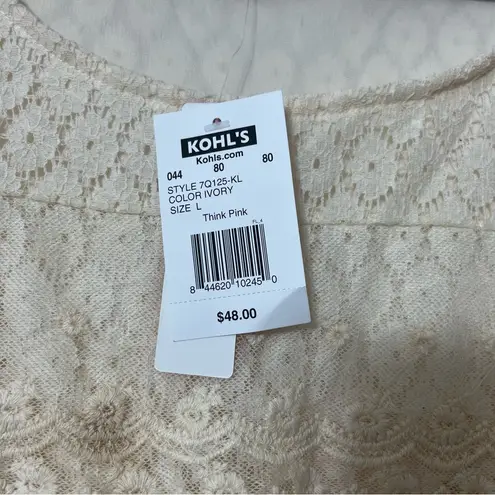 KOHL'S
Kohls.com
044 80 80
STYLE 7Q125-KL
COLOR IVORY
SIZE L
Think Pink
PL_4
8 44620 10245 0
$48.00